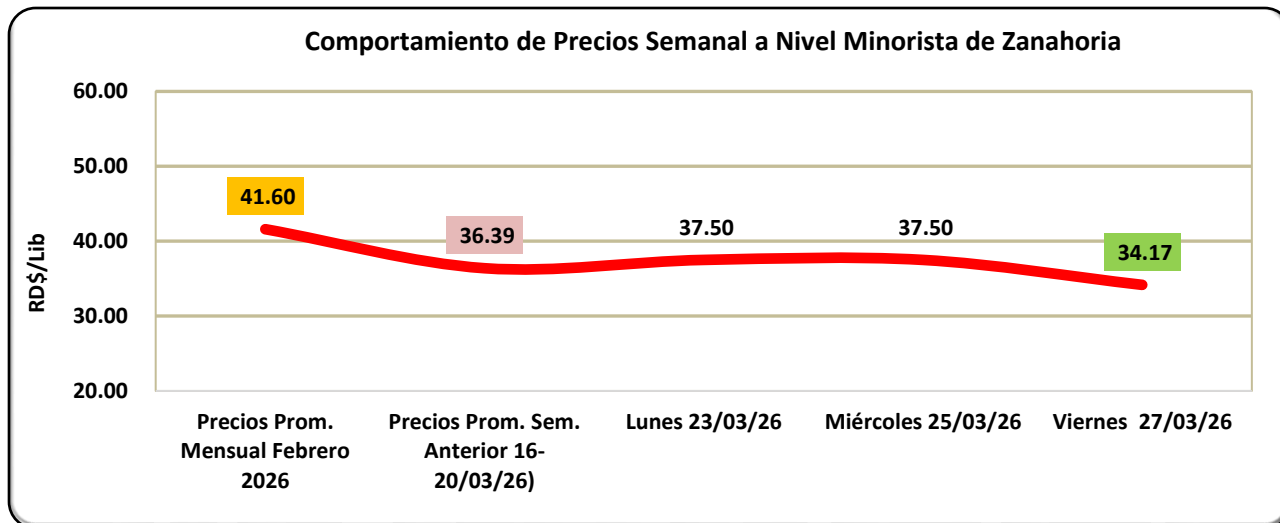 Comportamiento de Precios Semanal a Nivel Minorista de Zanahoria
60.00
50.00
40.00
30.00
20.00
RD$/Lib
41.60
36.39
37.50
37.50
34.17
Precios Prom.
Mensual Febrero
2026
Precios Prom. Sem.
Anterior 16-
20/03/26)
Lunes 23/03/26
Miércoles 25/03/26
Viernes 27/03/26